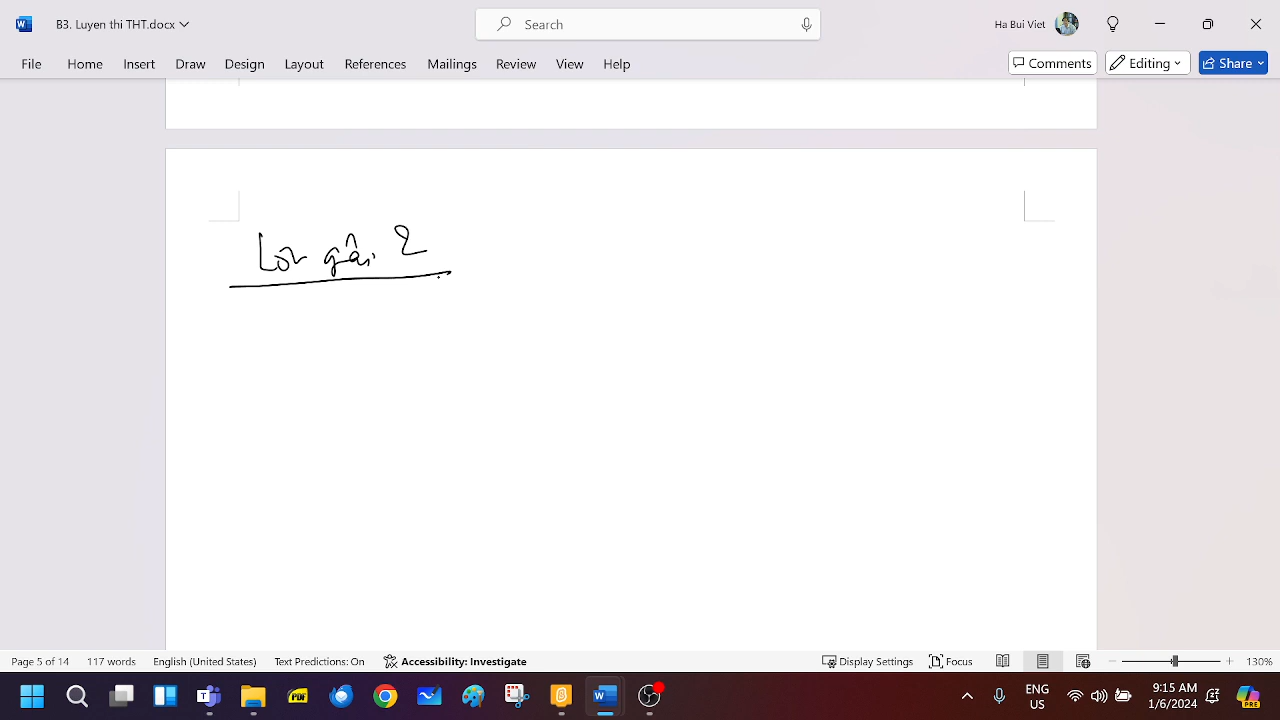 B3. Luyen thi THT.docx
Search
Ha Bui Viet
File Home Insert Draw Design Layout References Mailings Review View Help
Comments Editing Share
2
Page 5 of 14 117 words English (United States) Text Predictions: On Accessibility: Investigate Display Settings Focus 130%
PDF
ENG
US
9:15 AM
1/6/2024
PRE